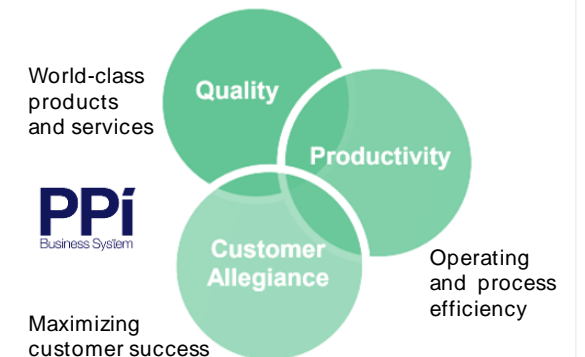 World-class
products
and services
Quality
Productivity
PPi
Business System
Customer
Allegiance
Operating
and process
efficiency
Maximizing
customer success